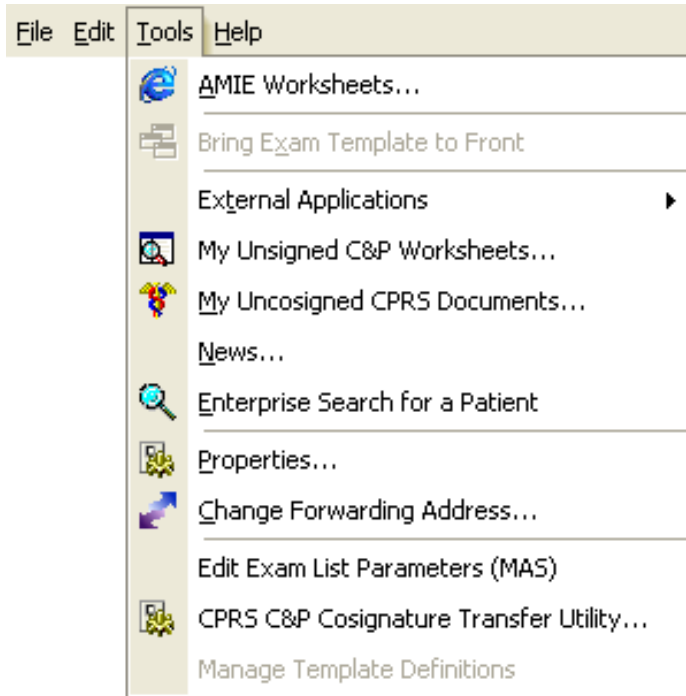 File Edit Tools Help
AMIE Worksheets...
Bring Exam Template to Front
External Applications
My Unsigned C&P Worksheets...
My Uncosigned CPRS Documents...
News...
Enterprise Search for a Patient
Properties...
Change Forwarding Address...
Edit Exam List Parameters (MAS)
CPRS C&P Cosignature Transfer Utility...
Manage Template Definitions